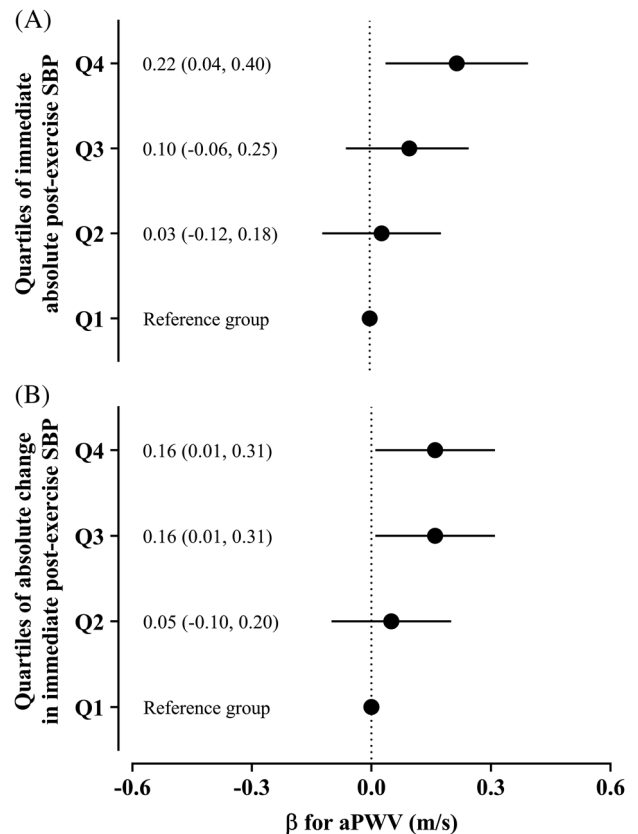 (A)
Quartiles of immediate
absolute post-exercise SBP
Q4 0.22 (0.04, 0.40)
Q3 0.10 (-0.06, 0.25)
Q2 0.03 (-0.12, 0.18)
Q1 Reference group
(B)
Quartiles of absolute change
in immediate post-exercise SBP
Q4 0.16 (0.01, 0.31)
Q3 0.16 (0.01, 0.31)
Q2 0.05 (-0.10, 0.20)
Q1 Reference group
-0.6 -0.3 0.0 0.3 0.6
β for aPWV (m/s)